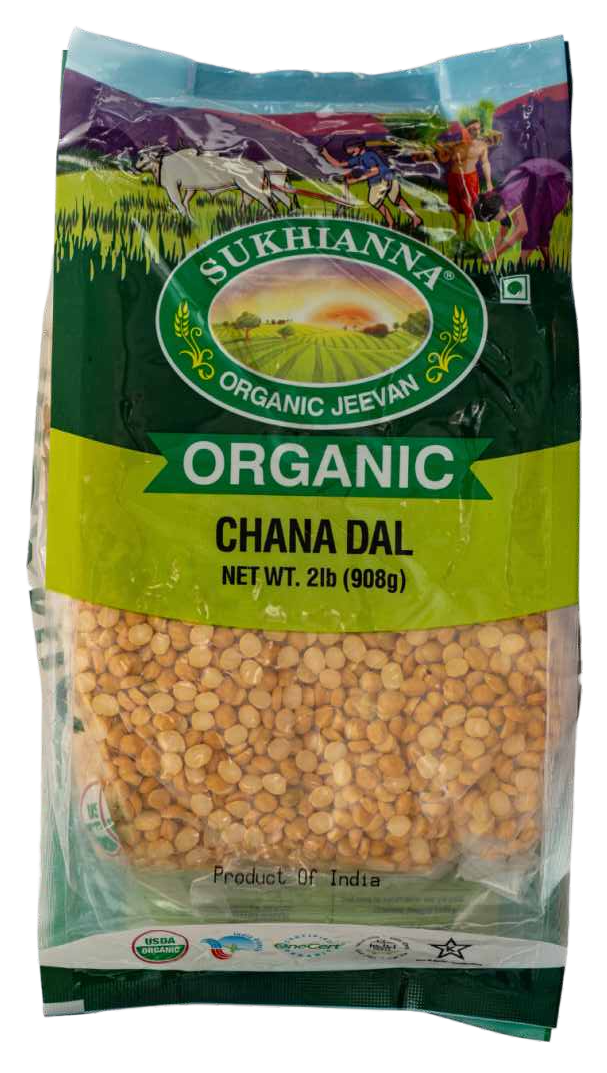 SUKHIANNA®
ORGANIC JEEVAN
ORGANIC
CHANA DAL
NET WT. 2lb (908g)
Product Of India
USDA
ORGANIC
OneCert
K